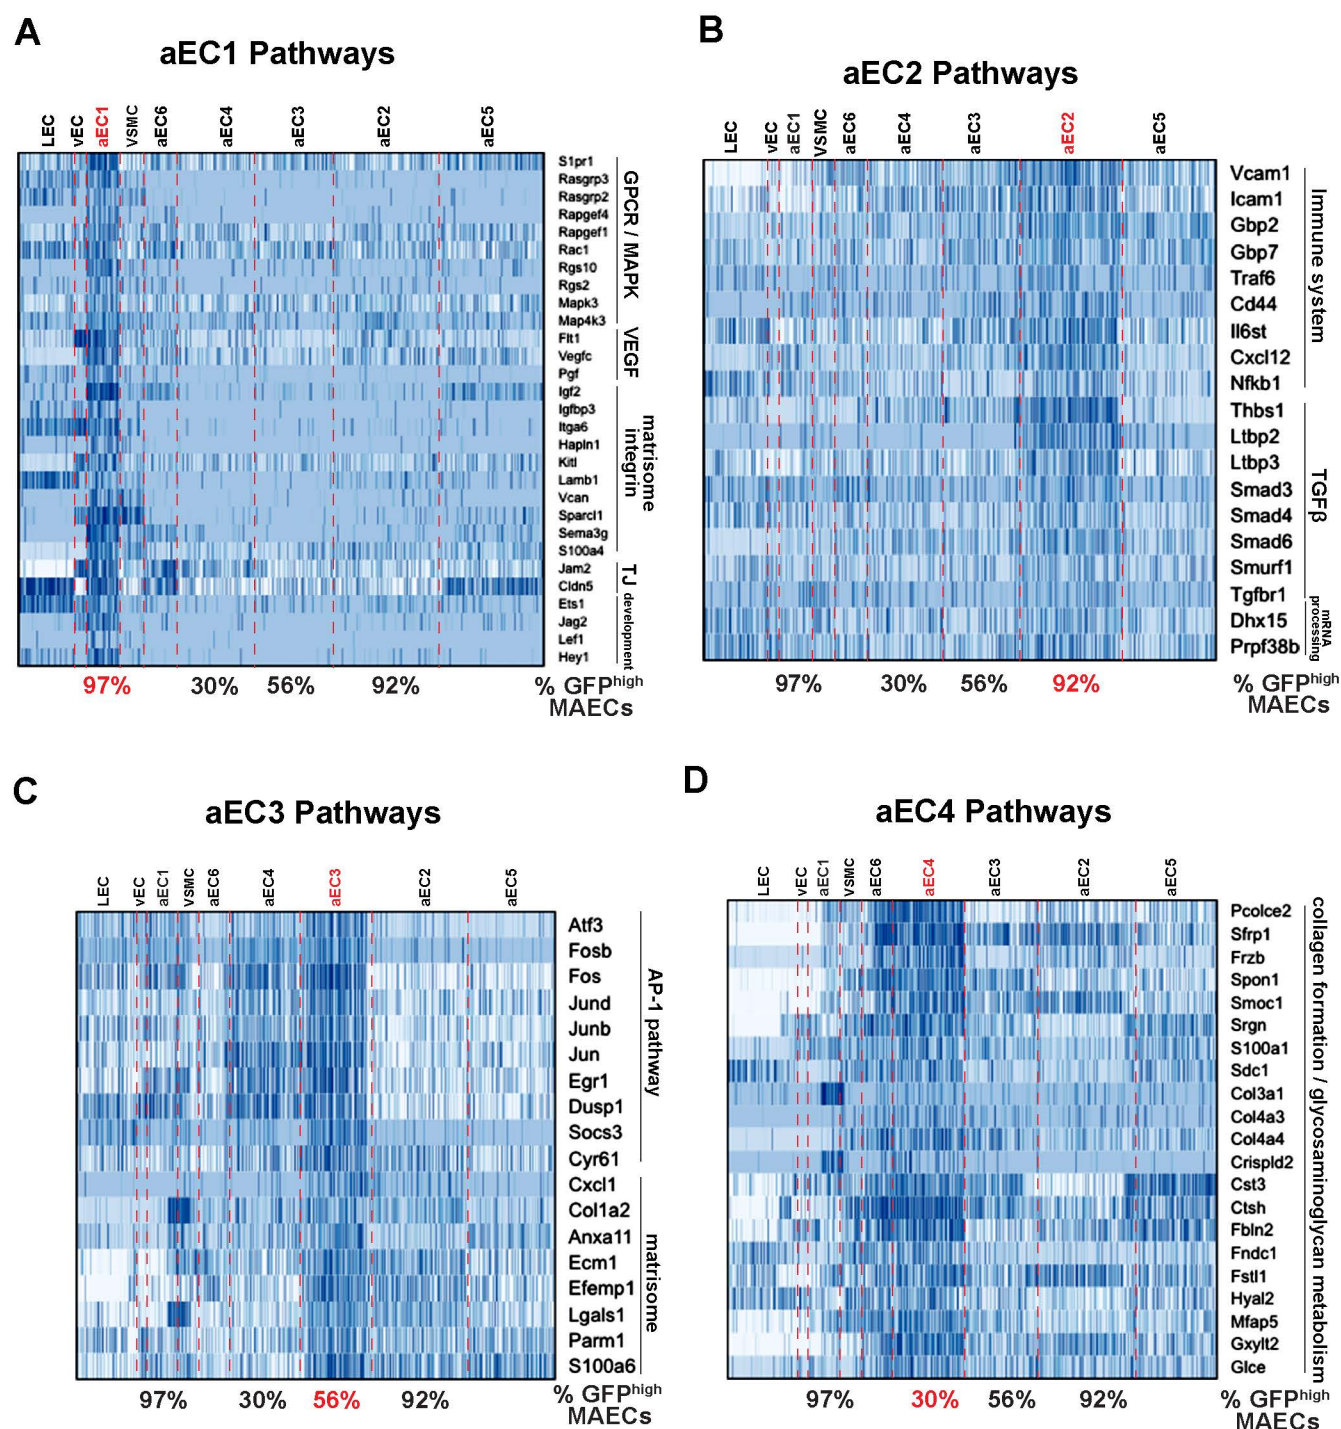 A
aEC1 Pathways
LEC
vEC
aEC1
VSMC
aEC6
aEC4
aEC3
aEC2
aEC5
S1pr1
Rasgrp3
Rasgrp2
Rapgef4
Rapgef1
Rac1
Rgs10
Rgs2
Mapk3
Map4k3
Flt1
Vegfc
Pgf
Igf2
Igfbp3
Itga6
Hapln1
Kitl
Lamb1
Vcan
Sparcl1
Sema3g
S100a4
Jam2
Cldn5
Ets1
Jag2
Lef1
Hey1
GPCR / MAPK
VEGF
matrisome
integrin
TJ
development
97% 30% 56% 92% % GFPhigh
MAECs
B
aEC2 Pathways
LEC
vEC
aEC1
VSMC
aEC6
aEC4
aEC3
aEC2
aEC5
Vcam1
Icam1
Gbp2
Gbp7
Traf6
Cd44
Il6st
Cxcl12
Nfkb1
Thbs1
Ltbp2
Ltbp3
Smad3
Smad4
Smad6
Smurf1
Tgfbr1
Dhx15
Prpf38b
Immune system
TGFβ
mRNA
processing
97% 30% 56% 92% % GFPhigh
MAECs
C
aEC3 Pathways
LEC
vEC
aEC1
VSMC
aEC6
aEC4
aEC3
aEC2
aEC5
Atf3
Fosb
Fos
Jund
Junb
Jun
Egr1
Dusp1
Socs3
Cyr61
Cxcl1
Col1a2
Anxa11
Ecm1
Efemp1
Lgals1
Parm1
S100a6
AP-1 pathway
matrisome
97% 30% 56% 92% % GFPhigh
MAECs
D
aEC4 Pathways
LEC
vEC
aEC1
VSMC
aEC6
aEC4
aEC3
aEC2
aEC5
Pcolce2
Sfrp1
Frzb
Spon1
Smoc1
Srgn
S100a1
Sdc1
Col3a1
Col4a3
Col4a4
Crispld2
Cst3
Ctsh
Fbln2
Fndc1
Fstl1
Hyal2
Mfap5
Gxylt2
Glce
collagen formation / glycosaminoglycan metabolism
97% 30% 56% 92% % GFPhigh
MAECs